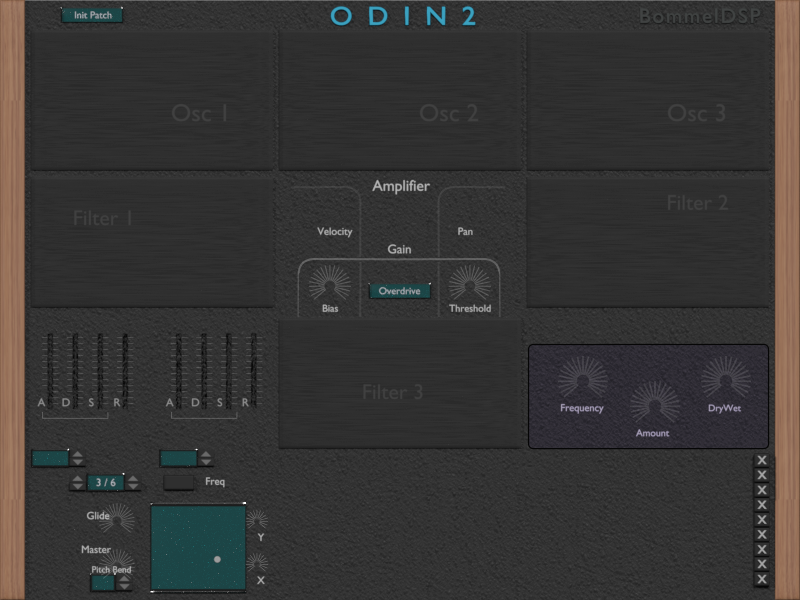 Init Patch
ODIN 2
BommelDSP
Osc 1
Osc 2
Osc 3
Amplifier
Filter 1
Filter 2
Velocity
Pan
Gain
Overdrive
Bias
Threshold
Filter 3
A D S R
A D S R
Frequency
DryWet
Amount
3 / 6
Freq
Glide
Y
Master
Pitch Bend
X
X
X
X
X
X
X
X
X
X